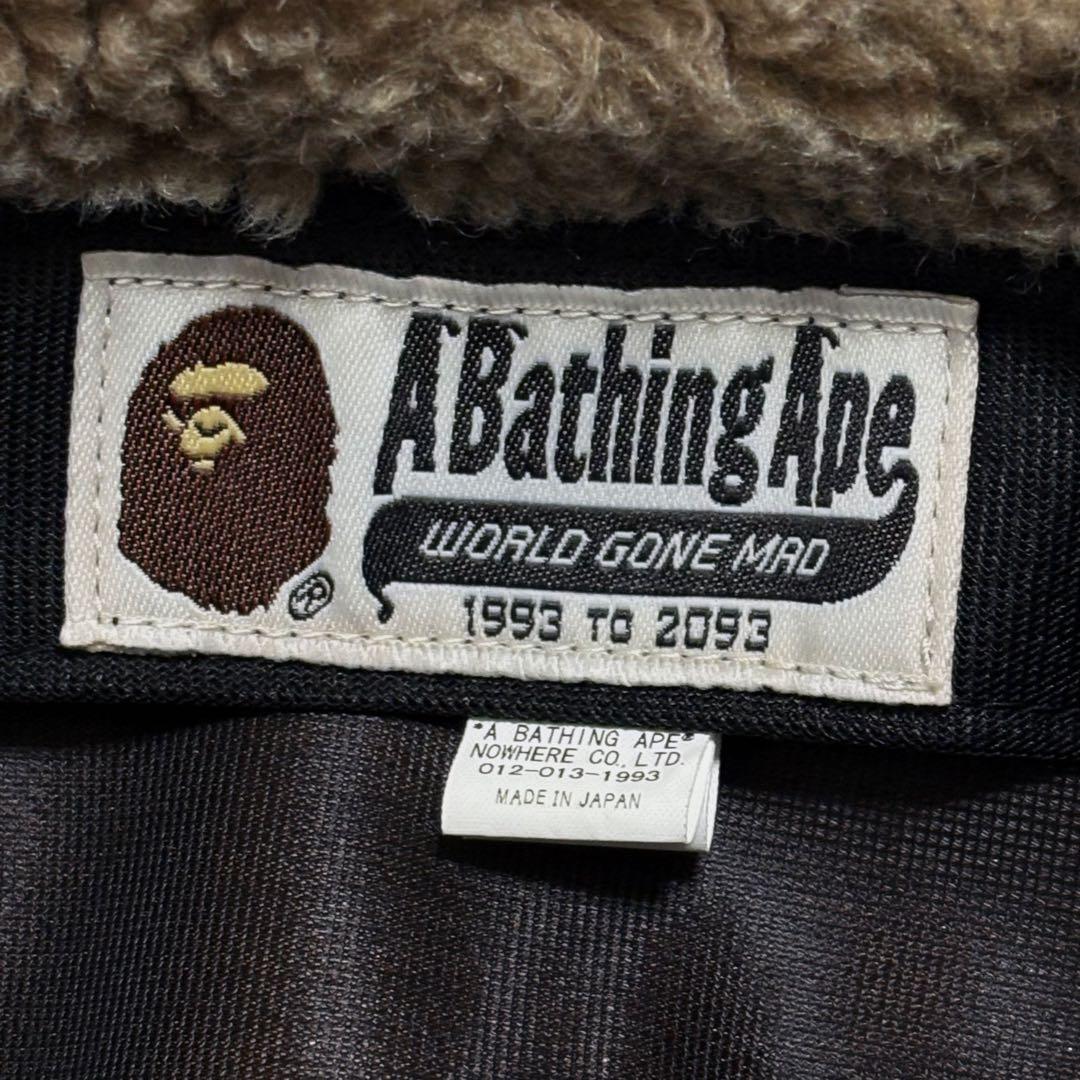 A Bathing Ape
WORLD GONE MAD
1993 TO 2093
®
*A BATHING APE*
NOWHERE CO., LTD.
012-013-1993
MADE IN JAPAN